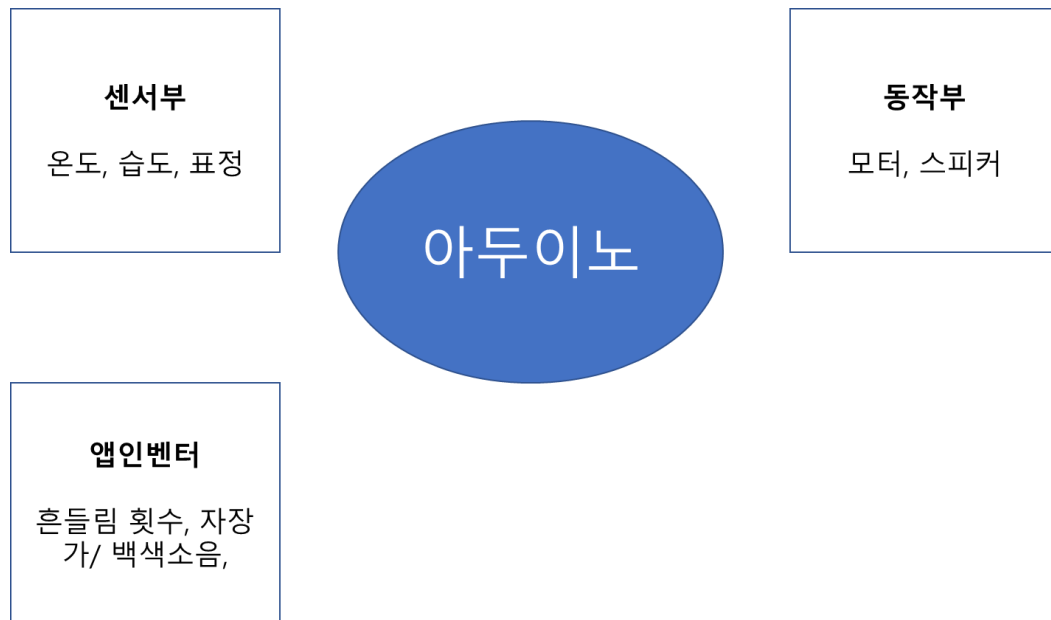 센서부
온도, 습도, 표정
아두이노
동작부
모터, 스피커
앱인벤터
흔들림 횟수, 자장
가/ 백색소음,